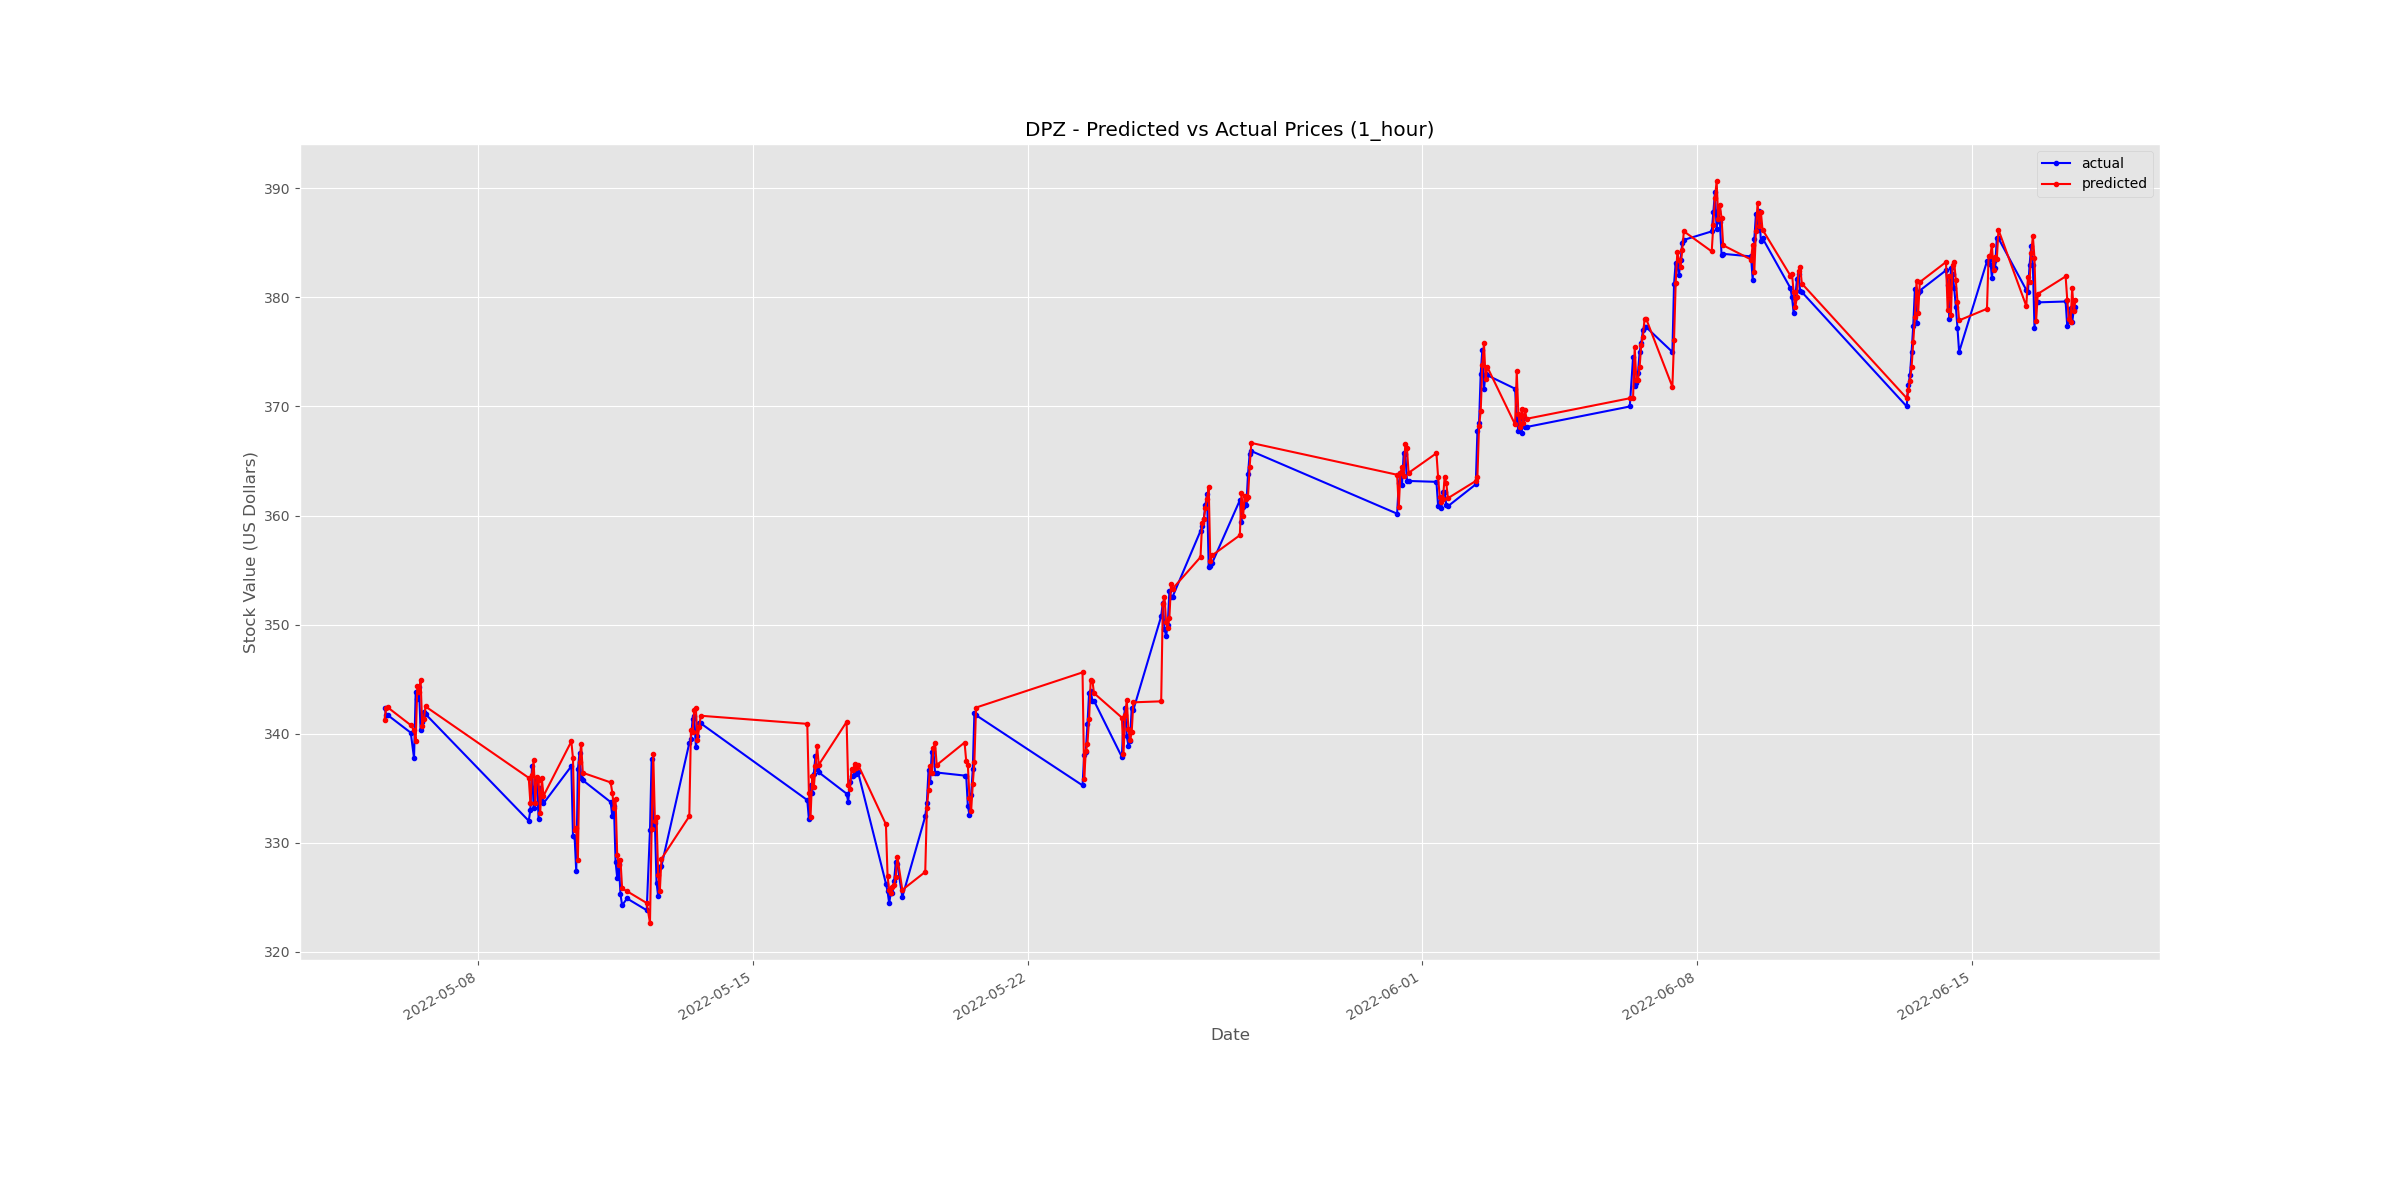 DPZ - Predicted vs Actual Prices (1_hour)
actual
predicted
390
380
370
360
350
340
330
320
Stock Value (US Dollars)
2022-05-08
2022-05-15
2022-05-22
2022-06-01
2022-06-08
2022-06-15
Date